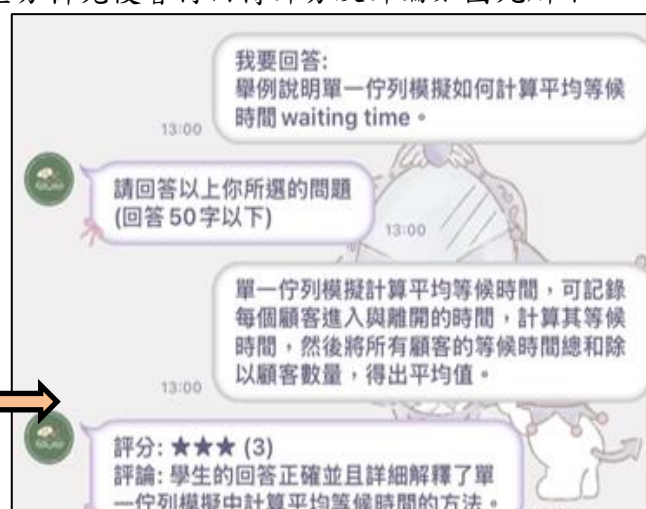 我要回答:
舉例說明單一佇列模擬如何計算平均等候
時間 waiting time。
13:00
請回答以上你所選的問題
(回答 50 字以下)
13:00
單一佇列模擬計算平均等候時間,可記錄
每個顧客進入與離開的時間,計算其等候
時間,然後將所有顧客的等候時間總和除
以顧客數量,得出平均值。
13:00
評分: ★★★ (3)
評論: 學生的回答正確並且詳細解釋了單
一佇列模擬中計算平均等候時間的方法。